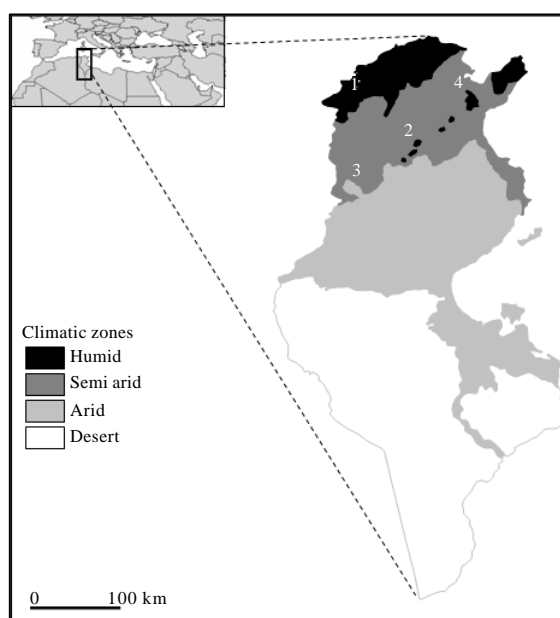 1
4
2
3
Climatic zones
Humid
Semi arid
Arid
Desert
0 100 km